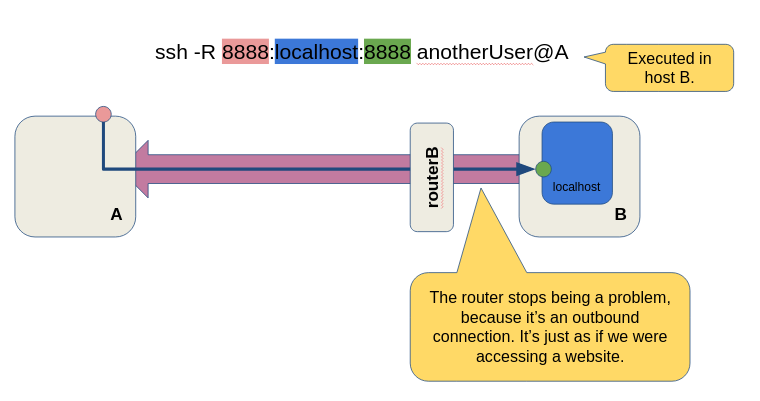 ssh -R 8888:localhost:8888 anotherUser@A
Executed in
host B.
routerB
localhost
A
B
The router stops being a problem,
because it’s an outbound
connection. It’s just as if we were
accessing a website.